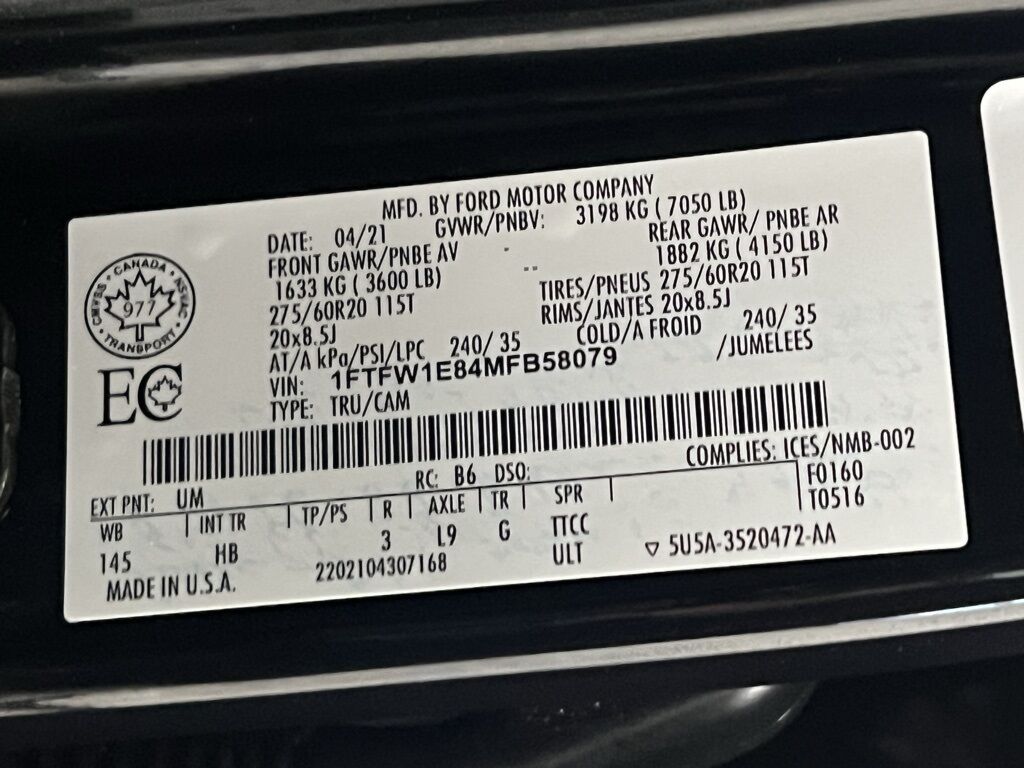 MFD. BY FORD MOTOR COMPANY
DATE: 04/21 GVWR/PNBV: 3198 KG ( 7050 LB)
FRONT GAWR/PNBE AV REAR GAWR/ PNBE AR
1633 KG ( 3600 LB) 1882 KG ( 4150 LB)
275/60R20 115T TIRES/PNEUS 275/60R20 115T
20x8.5J RIMS/JANTES 20x8.5J
AT/A kPa/PSI/LPC 240/ 35 COLD/A FROID 240/ 35
VIN: 1FTFW1E84MFB58079 /JUMELEES
TYPE: TRU/CAM
CANADA
977
TRANSPORT
EC
COMPLIES: ICES/NMB-002
EXT PNT: UM RC: B6 DSO: F0160
WB INT TR TP/PS R AXLE TR SPR T0516
145 HB 3 L9 G TTCC
ULT
5U5A-3520472-AA
MADE IN U.S.A. 2202104307168